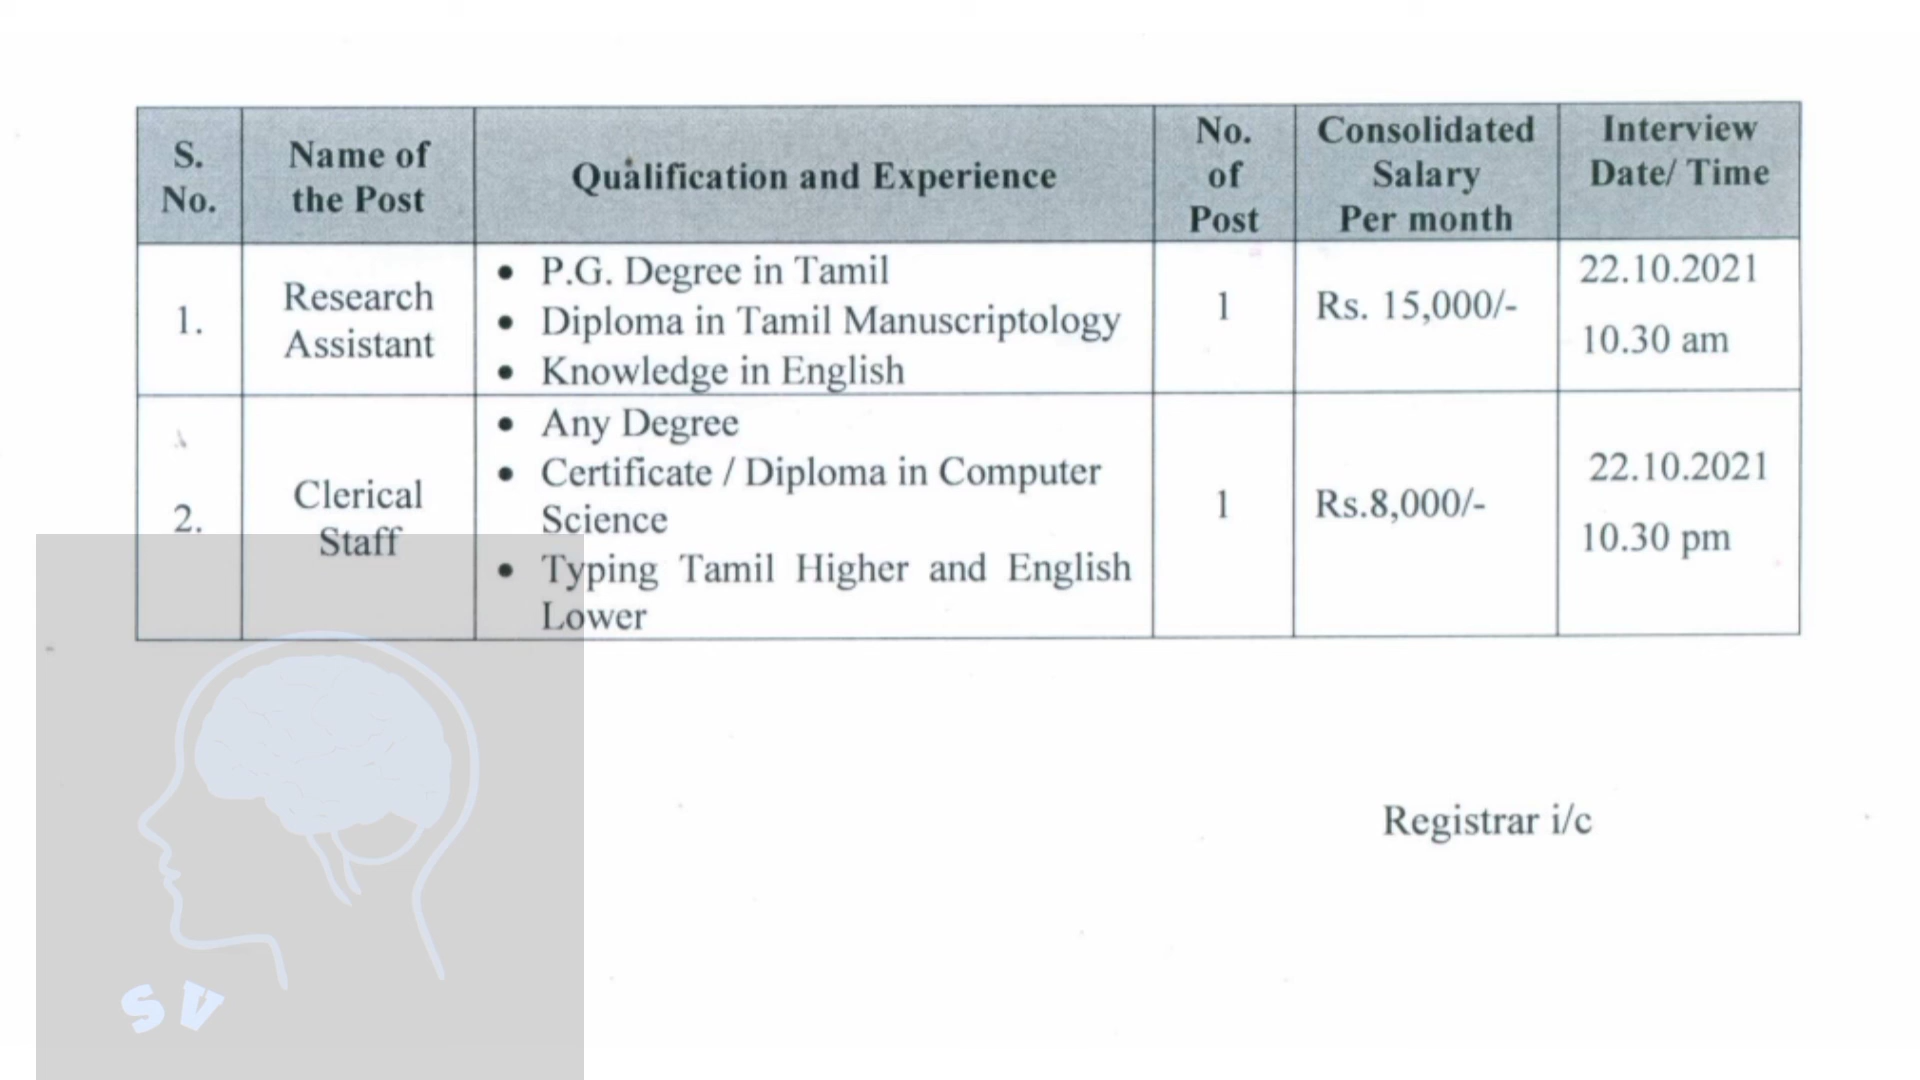 S. No.
Name of the Post
Qualification and Experience
No. of Post
Consolidated Salary Per month
Interview Date/ Time
1.
Research
Assistant
• P.G. Degree in Tamil
• Diploma in Tamil Manuscriptology
• Knowledge in English
1
Rs. 15,000/-
22.10.2021
10.30 am
2.
Clerical
Staff
• Any Degree
• Certificate / Diploma in Computer
Science
• Typing Tamil Higher and English
Lower
1
Rs.8,000/-
22.10.2021
10.30 pm
Registrar i/c
S V